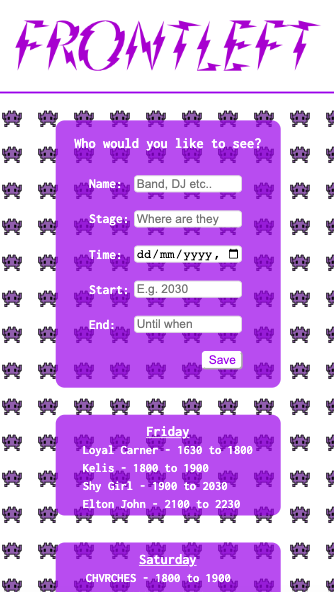 FRONTLEFT
Who would you like to see?
Name: Band, DJ etc..
Stage: Where are they
Time: dd/mm/yyyy,
Start: E.g. 2030
End: Until when
Save
Friday
Loyal Carner - 1630 to 1800
Kelis - 1800 to 1900
Shy Girl - 1900 to 2030
Elton John - 2100 to 2230
Saturday
CHVRCHES - 1800 to 1900